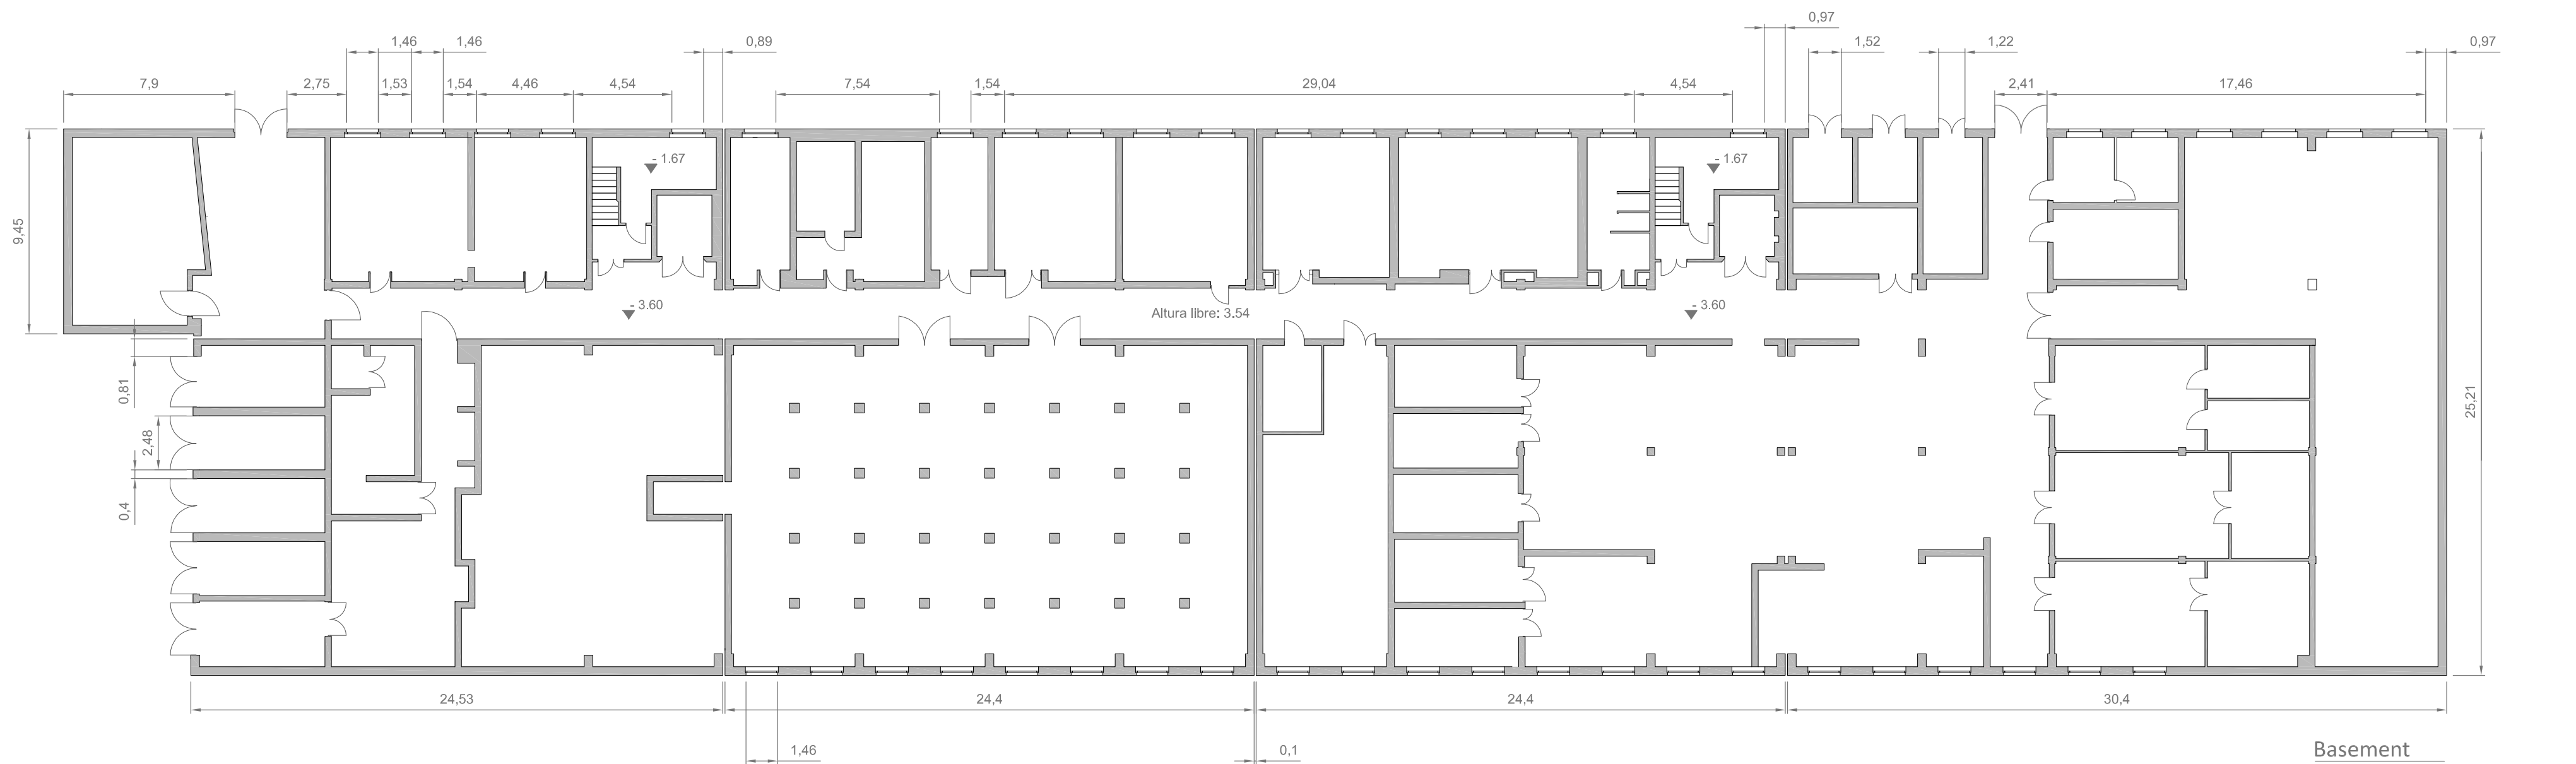 0,97
1,46 1,46 0,89 1,52 1,22 0,97
7,9 2,75 1,53 1,54 4,46 4,54 7,54 1,54 29,04 4,54 2,41 17,46
- 1.67 - 1.67
9,45
- 3.60 Altura libre: 3.54 - 3.60
0,81
25,21
2,48
0,4
24,53 24,4 24,4 30,4
1,46 0,1
Basement